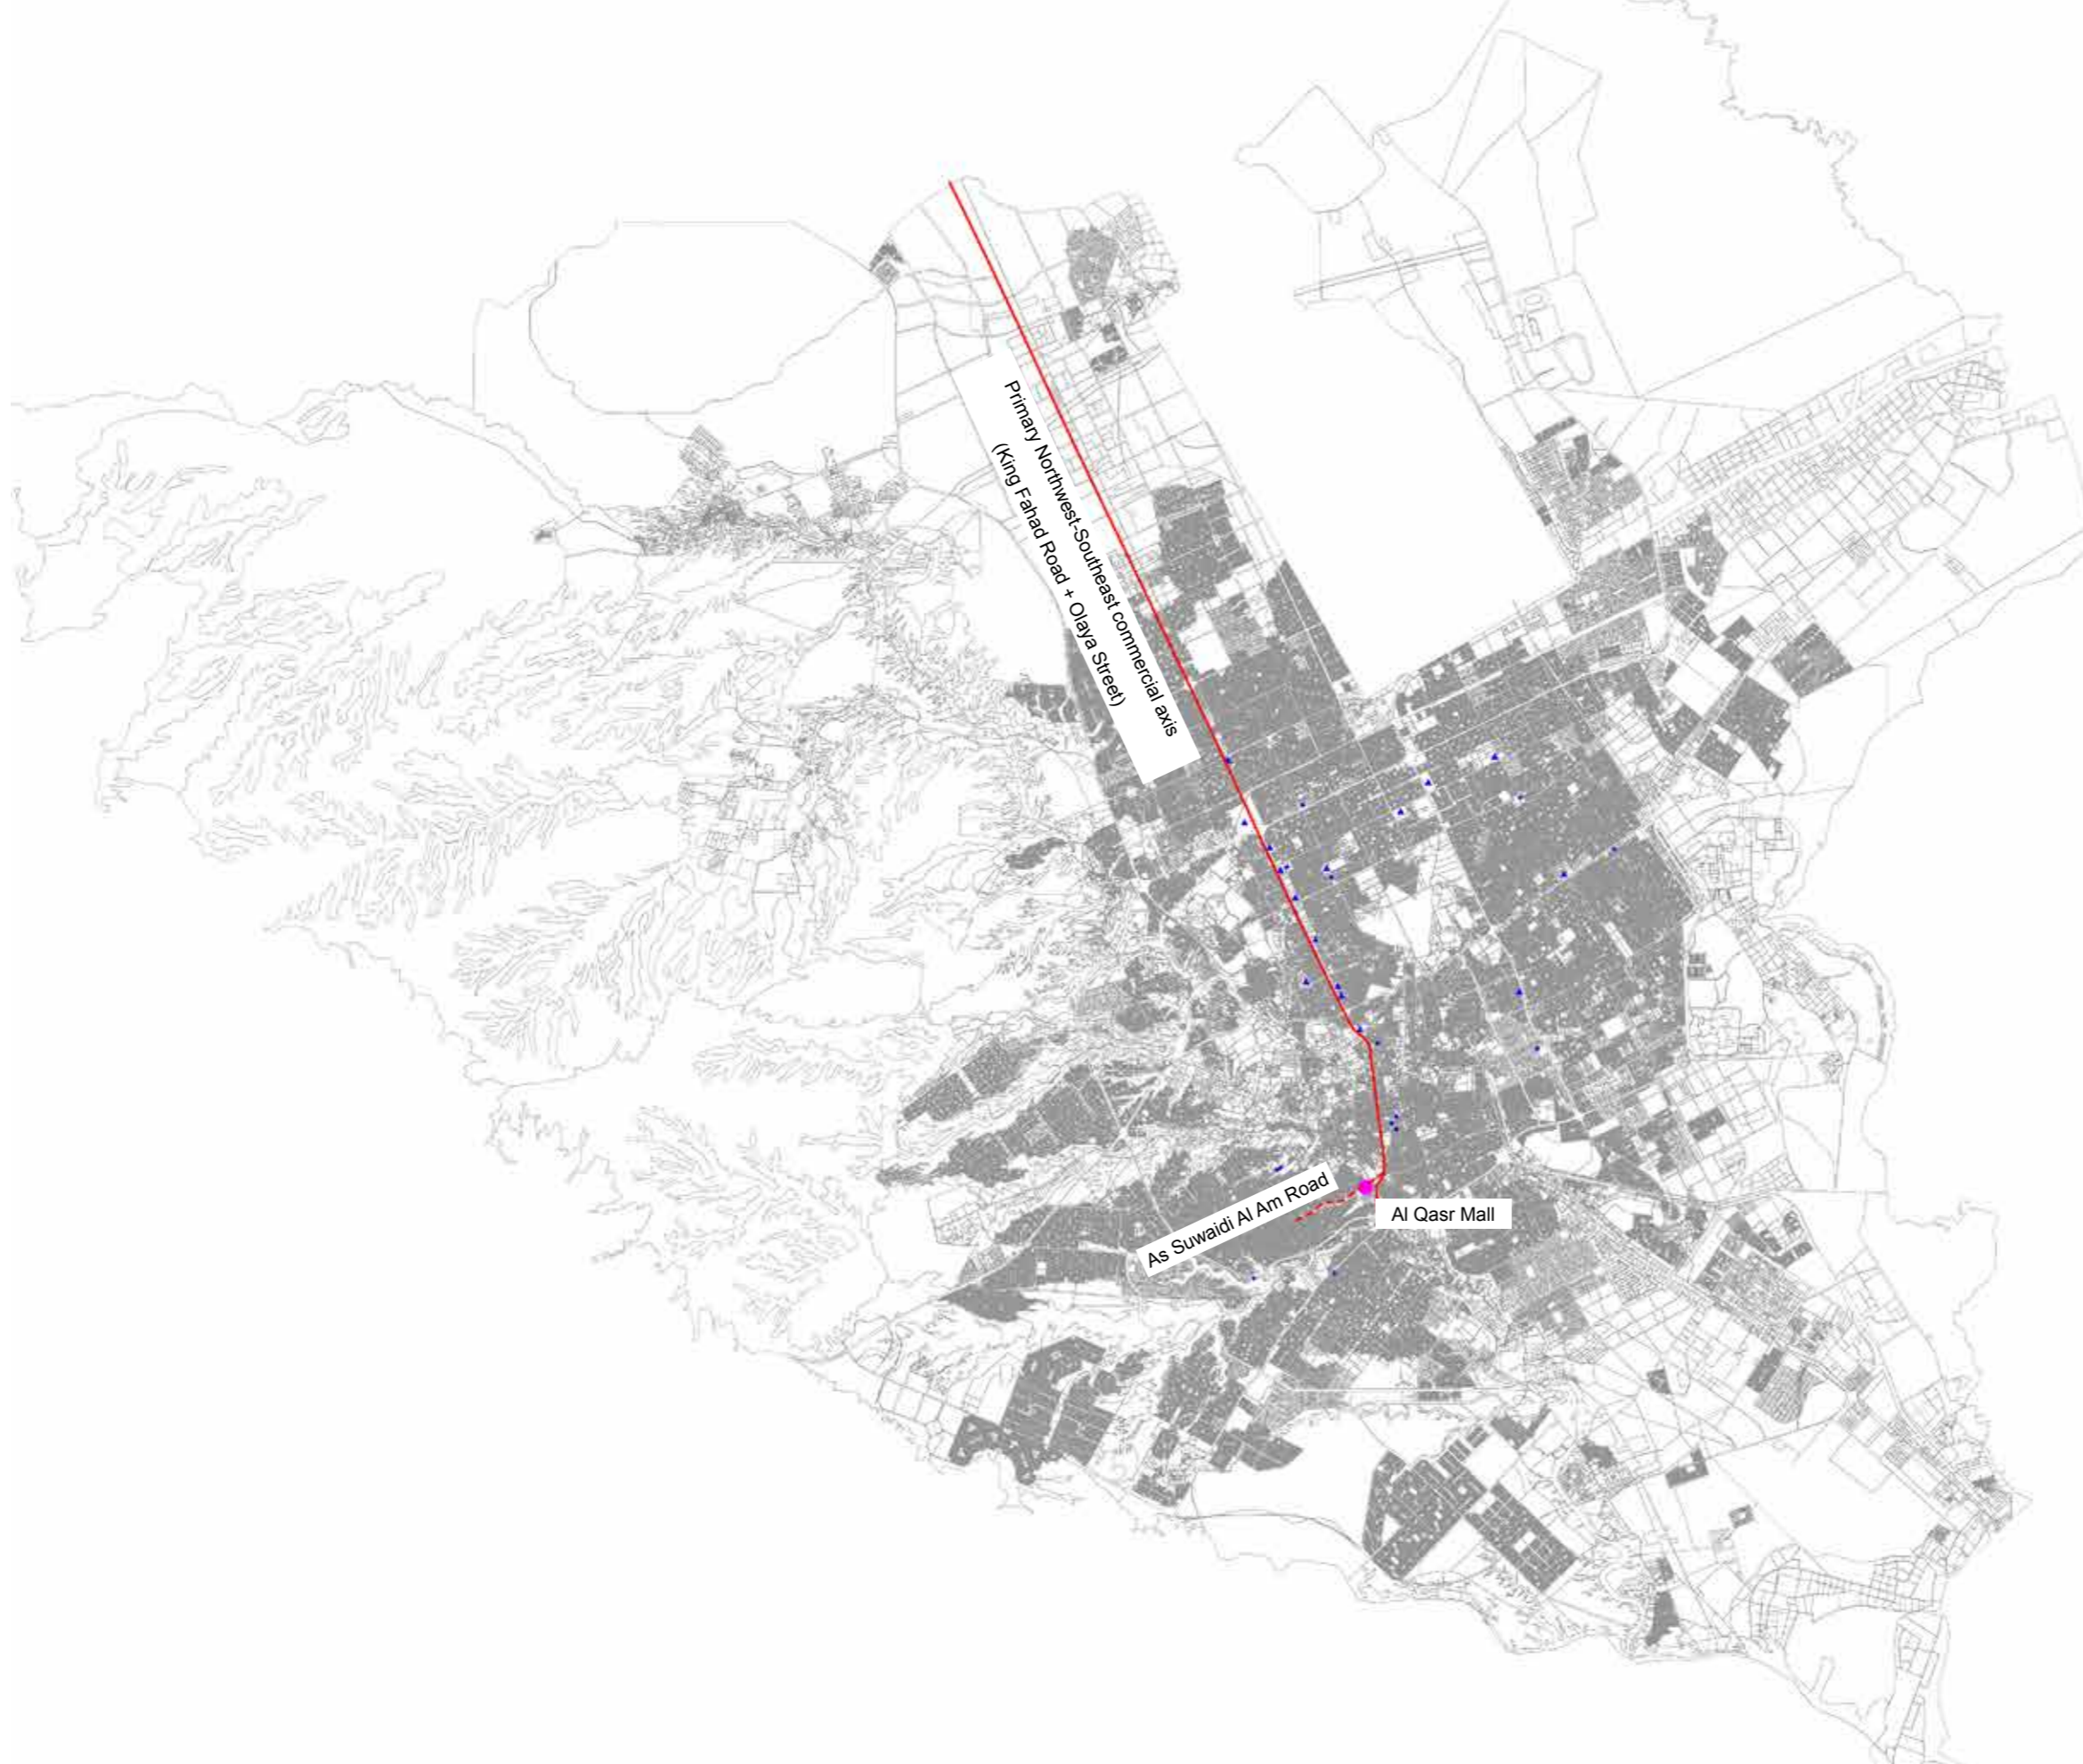 Primary Northwest-Southeast commercial axis
(King Fahad Road + Olaya Street)
As Suwaidi Al Am Road
Al Qasr Mall